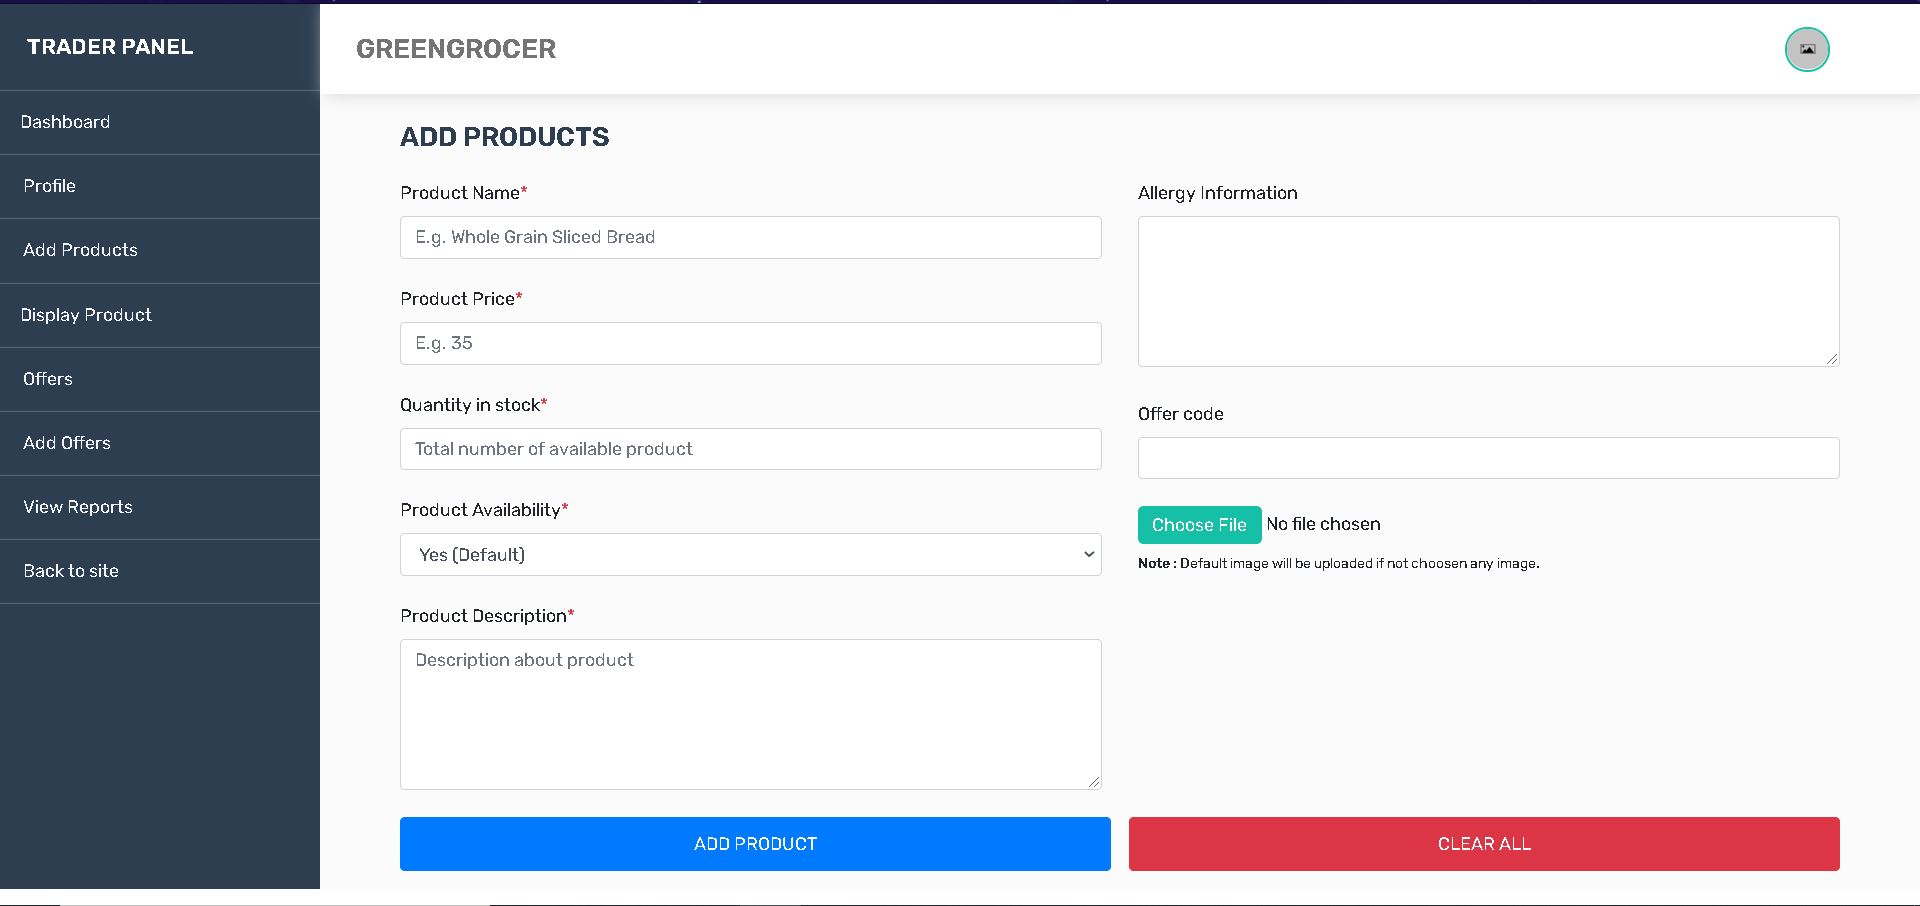 TRADER PANEL
GREENGROCER
Dashboard
Profile
Add Products
Display Product
Offers
Add Offers
View Reports
Back to site
ADD PRODUCTS
Product Name*
E.g. Whole Grain Sliced Bread
Product Price*
E.g. 35
Quantity in stock*
Total number of available product
Product Availability*
Yes (Default)
Product Description*
Description about product
Allergy Information
Offer code
Choose File No file chosen
Note : Default image will be uploaded if not choosen any image.
ADD PRODUCT
CLEAR ALL